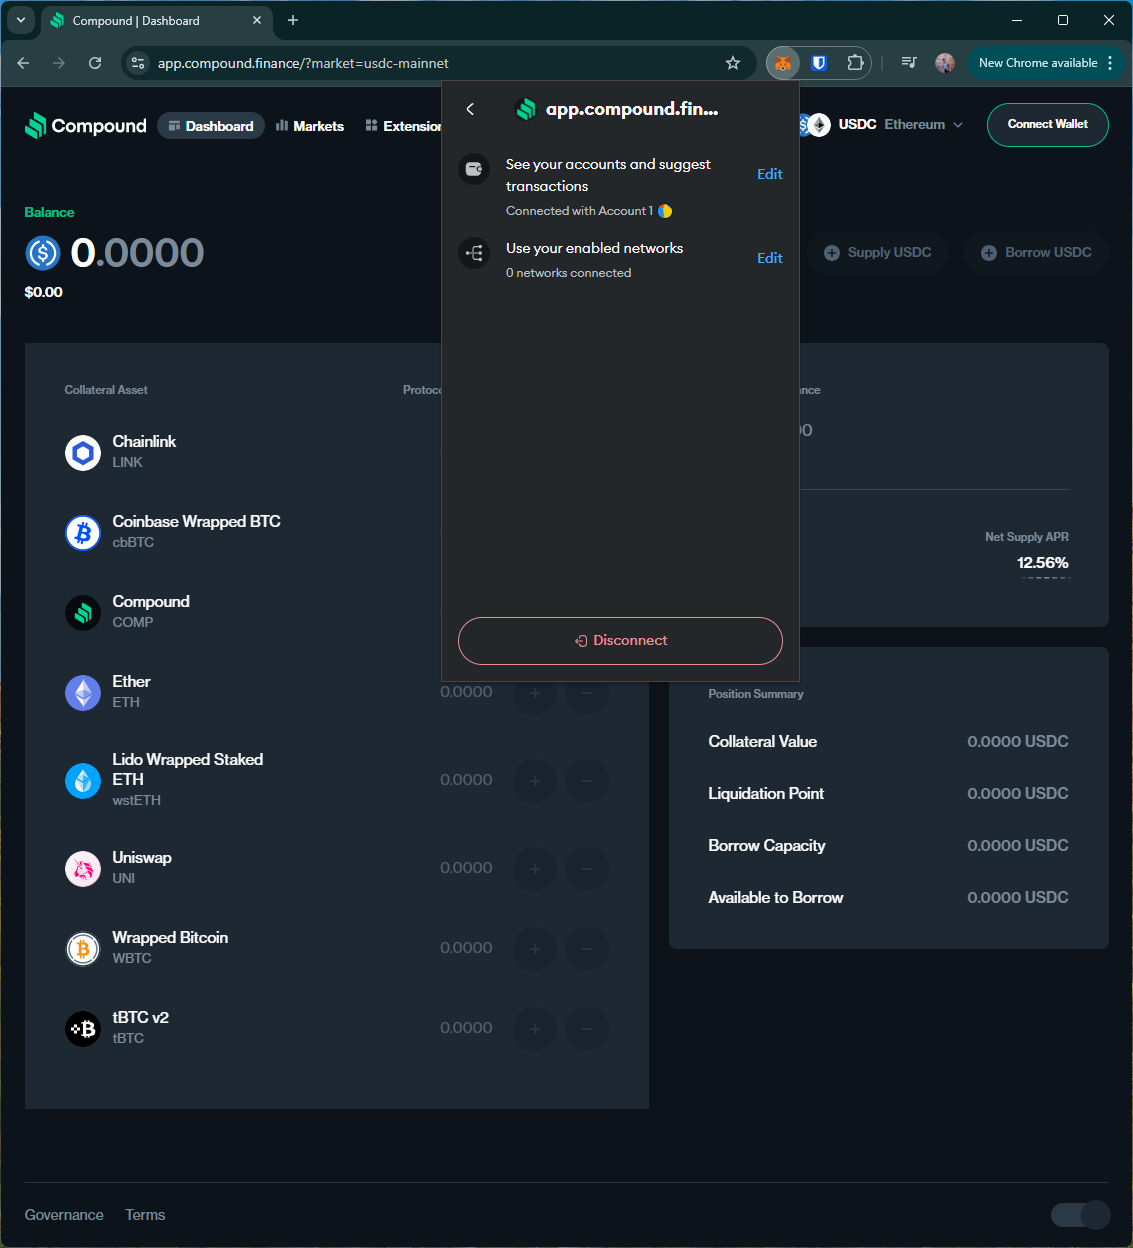 Compound | Dashboard
app.compound.finance/?market=usdc-mainnet
New Chrome available
Compound
Dashboard
Markets
Extension
USDC Ethereum
Connect Wallet
app.compound.fin...
See your accounts and suggest
transactions
Edit
Connected with Account 1
Use your enabled networks
Edit
0 networks connected
Disconnect
Balance
0.0000
$0.00
Supply USDC
Borrow USDC
Collateral Asset
Chainlink
LINK
Coinbase Wrapped BTC
cbBTC
Compound
COMP
Ether
ETH
0.0000
Lido Wrapped Staked
ETH
wstETH
0.0000
Uniswap
UNI
0.0000
Wrapped Bitcoin
WBTC
0.0000
tBTC v2
tBTC
0.0000
Net Supply APR
12.56%
Position Summary
Collateral Value 0.0000 USDC
Liquidation Point 0.0000 USDC
Borrow Capacity 0.0000 USDC
Available to Borrow 0.0000 USDC
Governance
Terms